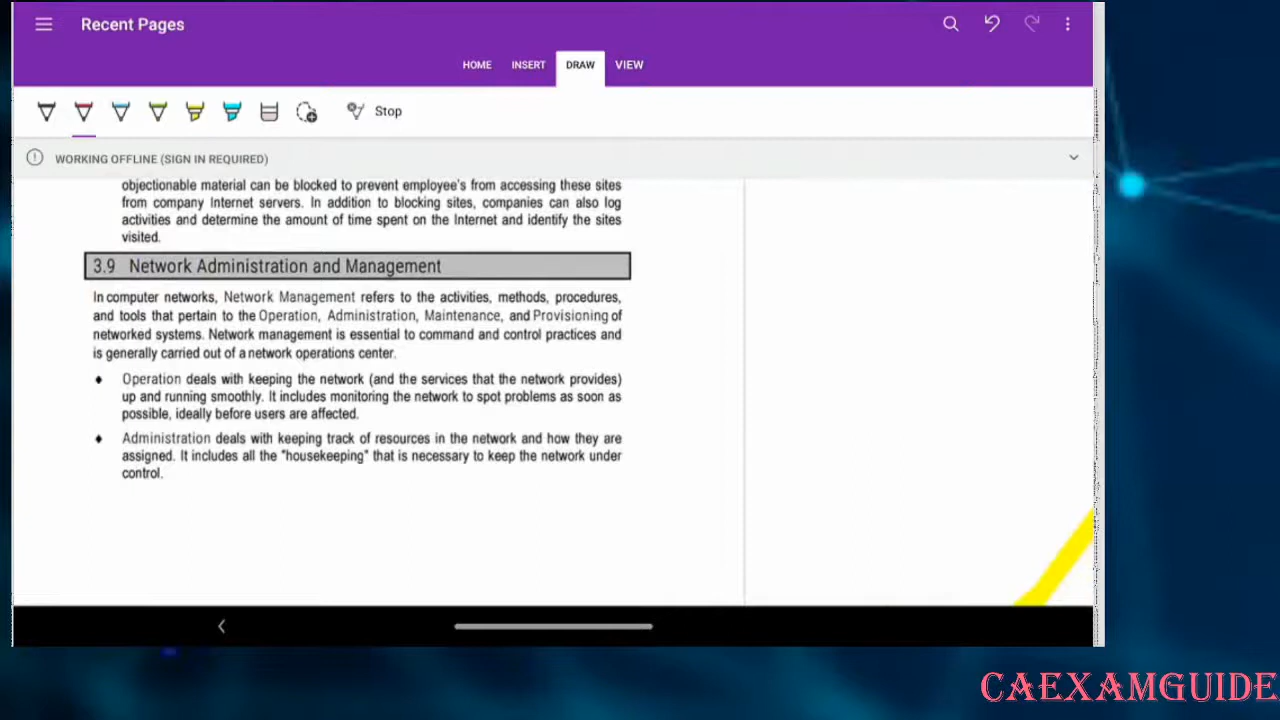 Recent Pages
HOME INSERT DRAW VIEW
Stop
WORKING OFFLINE (SIGN IN REQUIRED)
objectionable material can be blocked to prevent employee's from accessing these sites
from company Internet servers. In addition to blocking sites, companies can also log
activities and determine the amount of time spent on the Internet and identify the sites
visited.
3.9 Network Administration and Management
In computer networks, Network Management refers to the activities, methods, procedures,
and tools that pertain to the Operation, Administration, Maintenance, and Provisioning of
networked systems. Network management is essential to command and control practices and
is generally carried out of a network operations center.
♦ Operation deals with keeping the network (and the services that the network provides)
up and running smoothly. It includes monitoring the network to spot problems as soon as
possible, ideally before users are affected.
♦ Administration deals with keeping track of resources in the network and how they are
assigned. It includes all the "housekeeping" that is necessary to keep the network under
control.
CAEXAMGUIDE